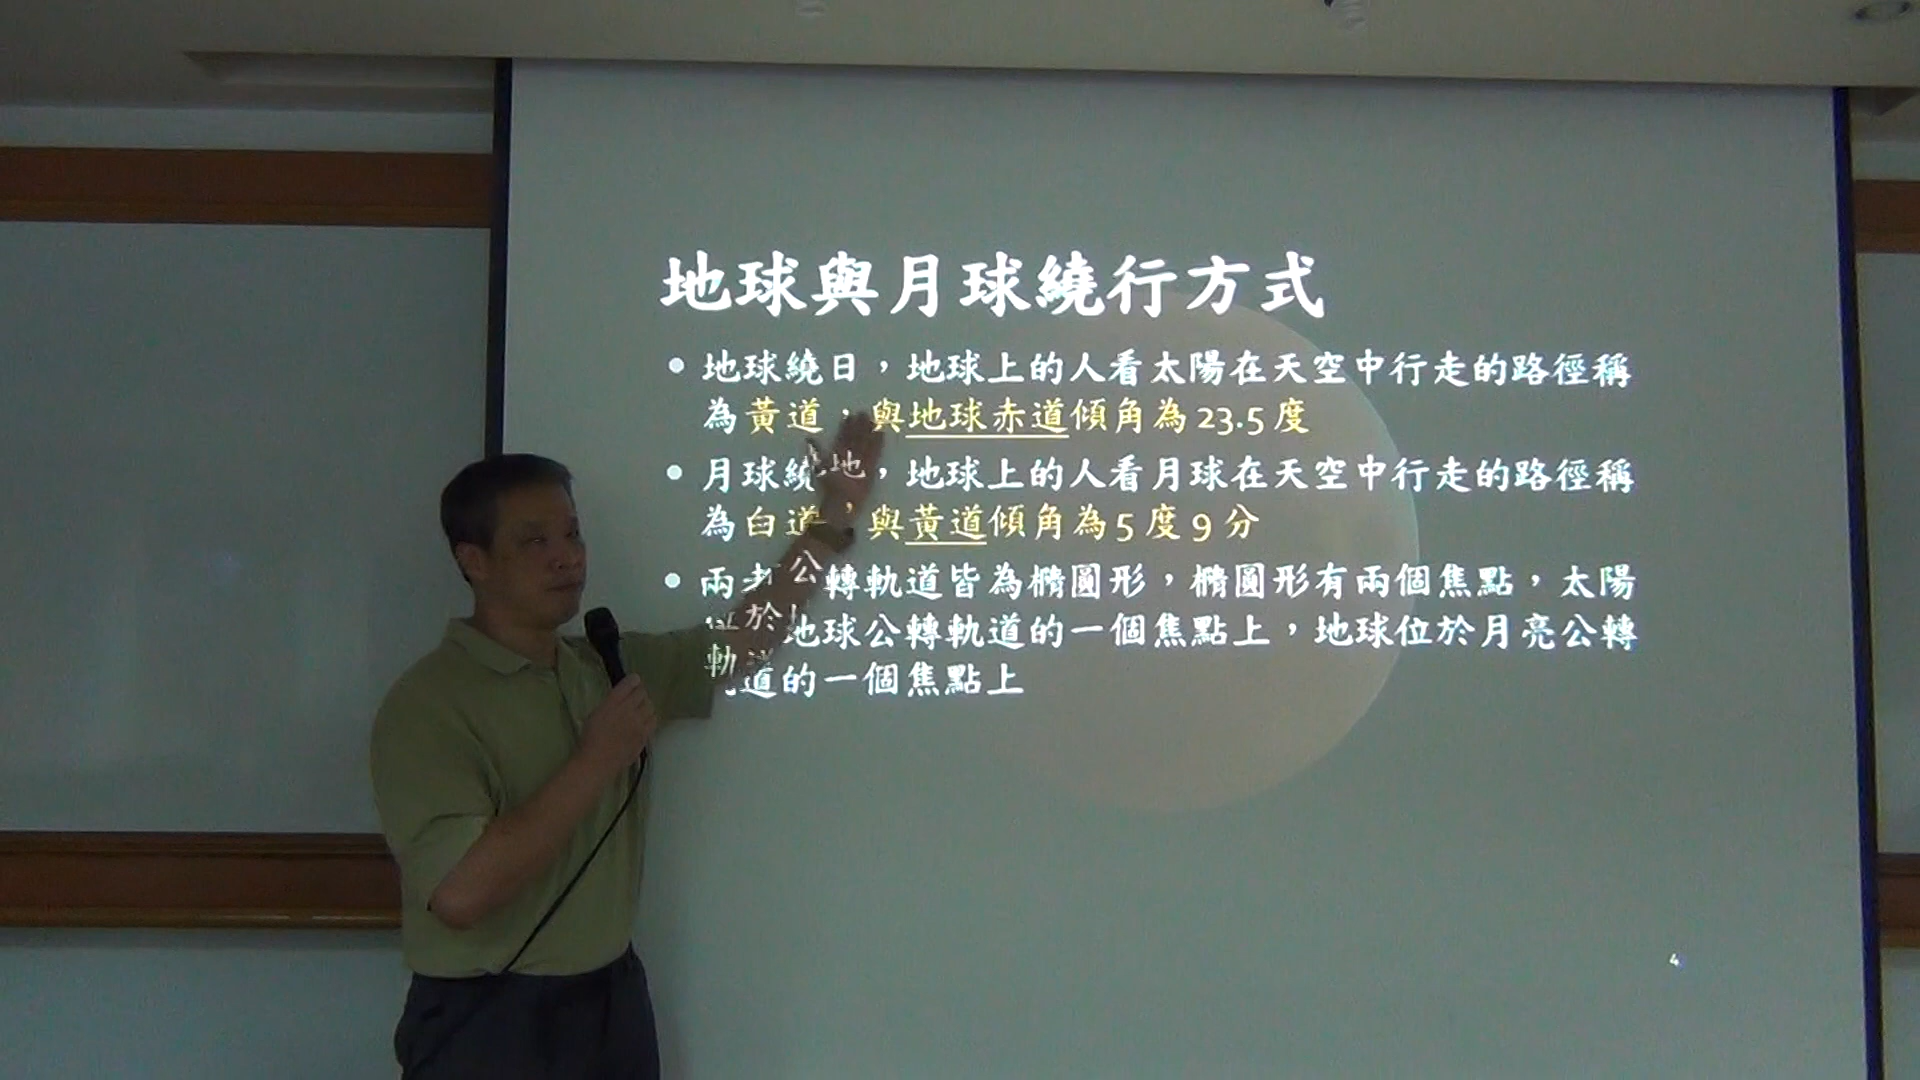 地球與月球繞行方式
• 地球繞日，地球上的人看太陽在天空中行走的路徑稱
為黃道，與地球赤道傾角為23.5度
• 月球繞地，地球上的人看月球在天空中行走的路徑稱
為白道，與黃道傾角為5度9分
• 兩者公轉軌道皆為橢圓形，橢圓形有兩個焦點，太陽
位於地球公轉軌道的一個焦點上，地球位於月亮公轉
軌道的一個焦點上
4